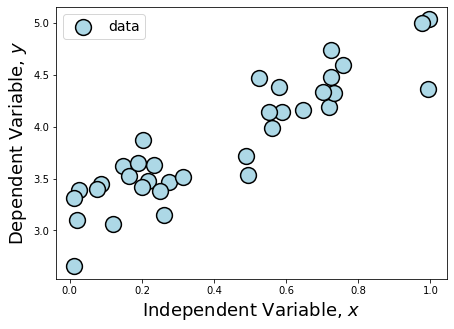 data
5.0
4.5
4.0
3.5
3.0
Dependent Variable, y
0.0 0.2 0.4 0.6 0.8 1.0
Independent Variable, x